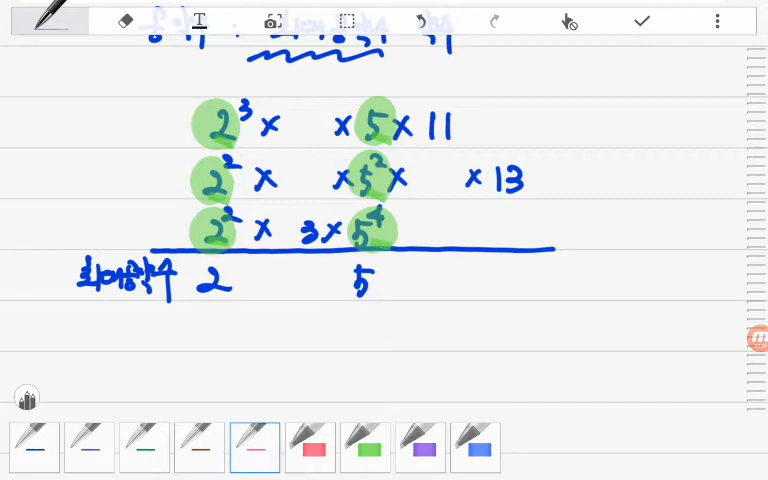 2³ × × 5 × 11
2² × × 5² × × 13
2² × 3 × 5⁴
최대공약수 2 5